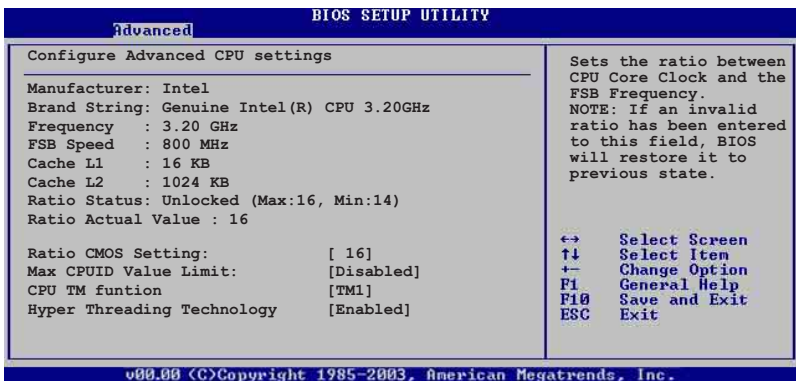 BIOS SETUP UTILITY
Advanced
Configure Advanced CPU settings
Manufacturer: Intel
Brand String: Genuine Intel(R) CPU 3.20GHz
Frequency : 3.20 GHz
FSB Speed : 800 MHz
Cache L1 : 16 KB
Cache L2 : 1024 KB
Ratio Status: Unlocked (Max:16, Min:14)
Ratio Actual Value : 16
Ratio CMOS Setting: [ 16]
Max CPUID Value Limit: [Disabled]
CPU TM funtion [TM1]
Hyper Threading Technology [Enabled]
Sets the ratio between
CPU Core Clock and the
FSB Frequency.
NOTE: If an invalid
ratio has been entered
to this field, BIOS
will restore it to
previous state.
↔ Select Screen
↑↓ Select Item
+- Change Option
F1 General Help
F10 Save and Exit
ESC Exit
v00.00 (C)Copyright 1985-2003, American Megatrends, Inc.